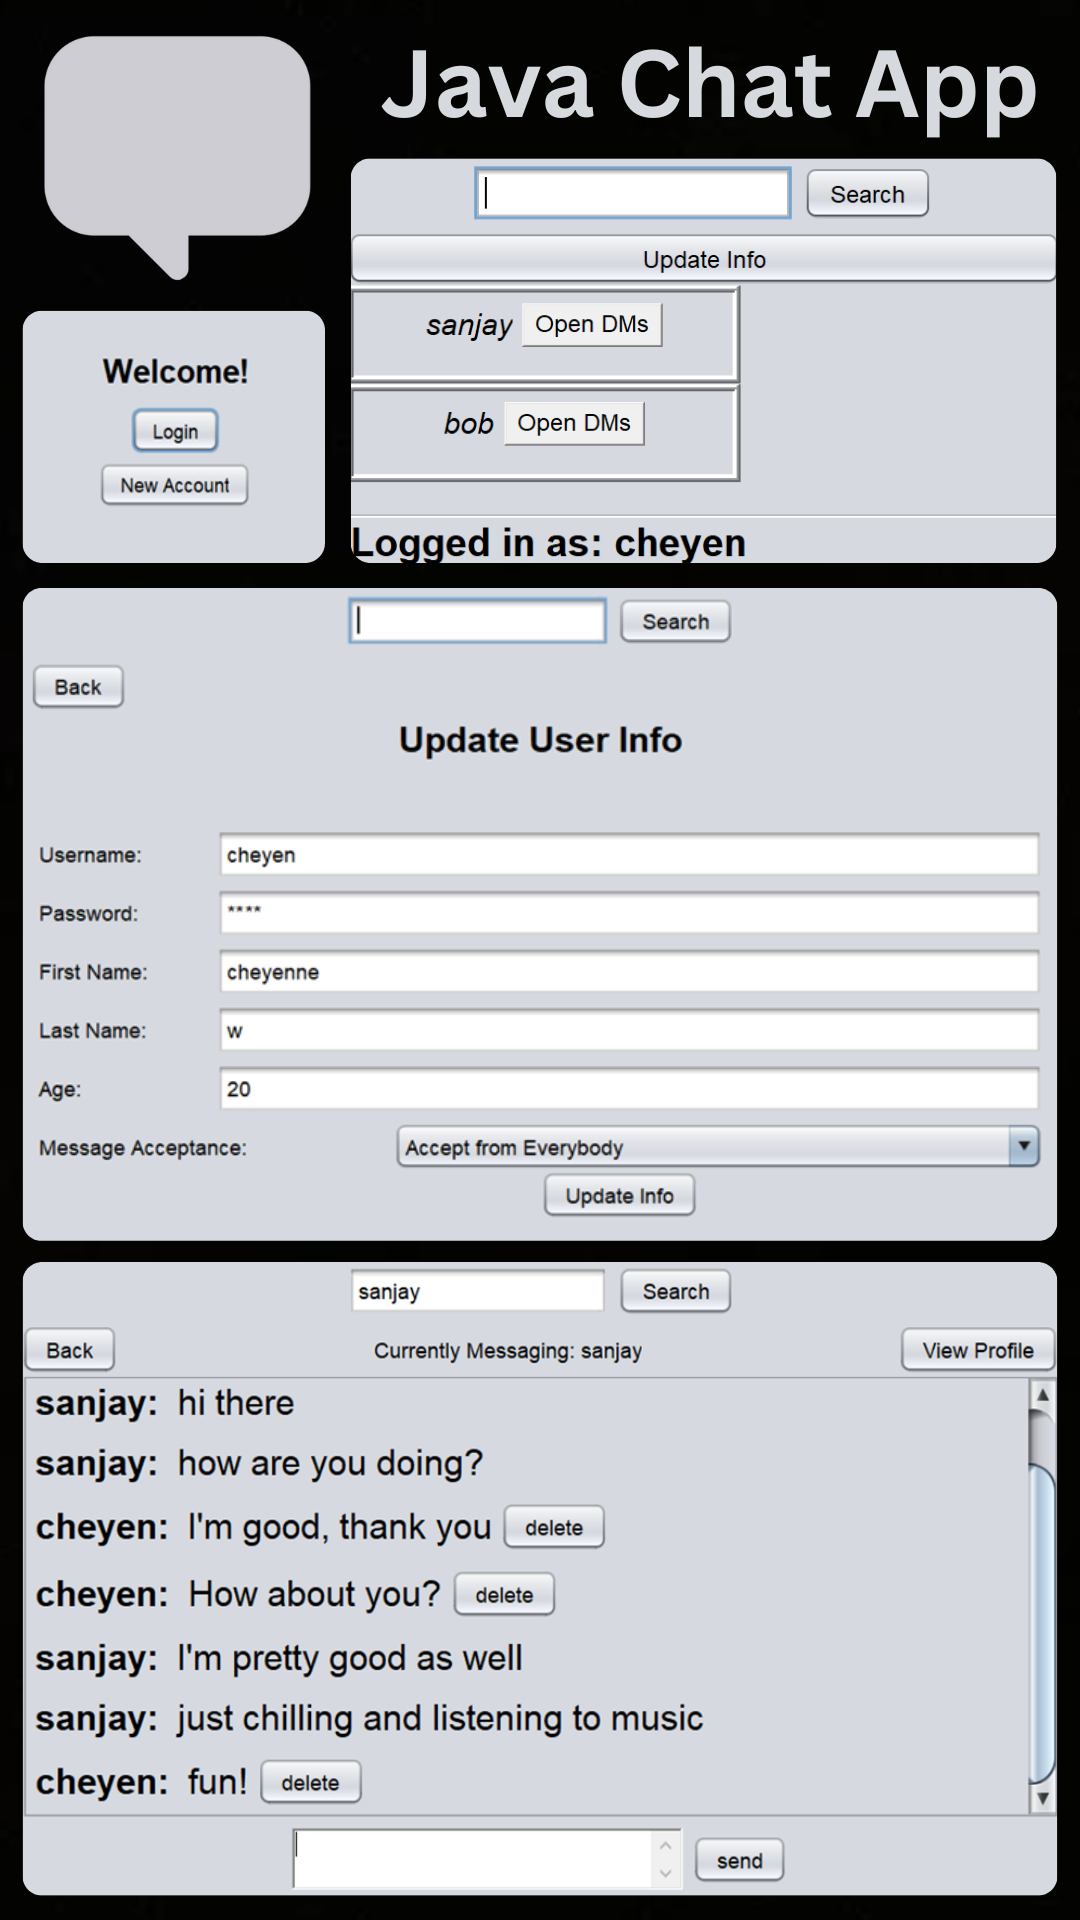 Java Chat App
Search
Update Info
sanjay Open DMs
bob Open DMs
Logged in as: cheyen
Welcome!
Login
New Account
Search
Back
Update User Info
Username: cheyen
Password: ****
First Name: cheyenne
Last Name: w
Age: 20
Message Acceptance: Accept from Everybody
Update Info
sanjay Search
Back Currently Messaging: sanjay View Profile
sanjay: hi there
sanjay: how are you doing?
cheyen: I'm good, thank you delete
cheyen: How about you? delete
sanjay: I'm pretty good as well
sanjay: just chilling and listening to music
cheyen: fun! delete
send